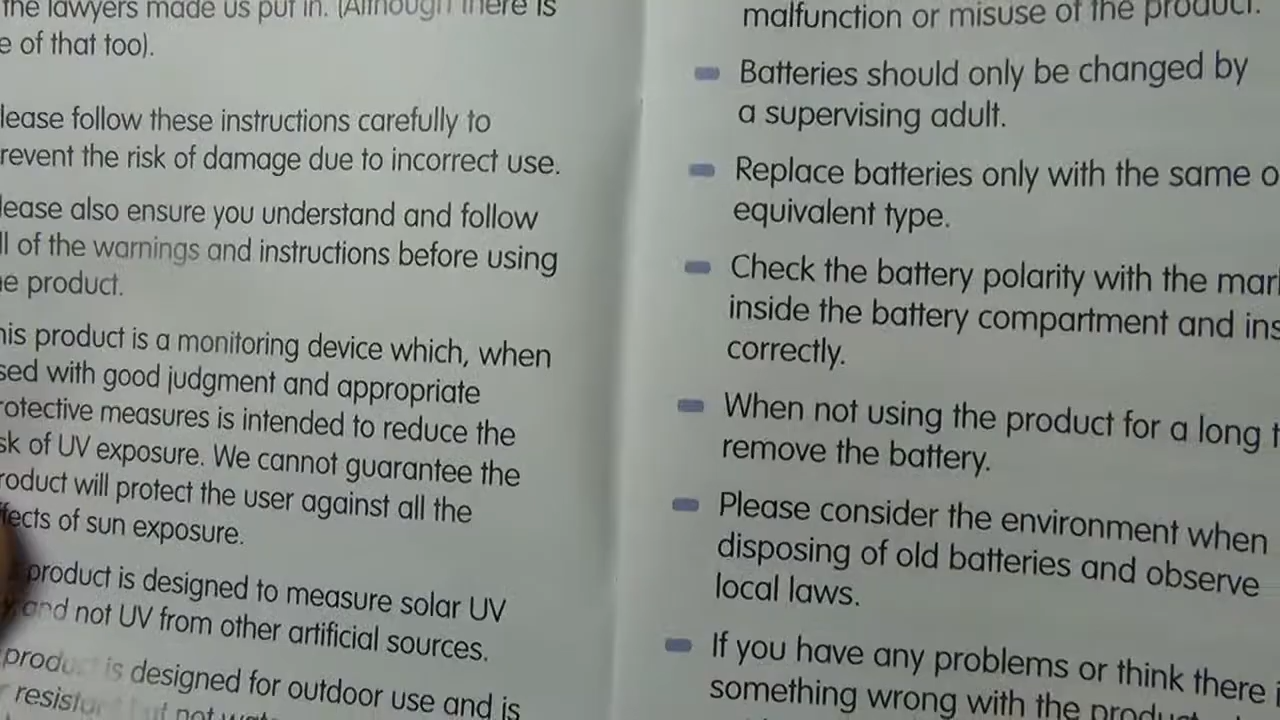 the lawyers made us put in. (Although there is
e of that too).
lease follow these instructions carefully to
revent the risk of damage due to incorrect use.
lease also ensure you understand and follow
ll of the warnings and instructions before using
e product.
his product is a monitoring device which, when
sed with good judgment and appropriate
rotective measures is intended to reduce the
sk of UV exposure. We cannot guarantee the
roduct will protect the user against all the
fects of sun exposure.
product is designed to measure solar UV
and not UV from other artificial sources.
product is designed for outdoor use and is
resistant but not
malfunction or misuse of the product.
Batteries should only be changed by
a supervising adult.
Replace batteries only with the same o
equivalent type.
Check the battery polarity with the mar
inside the battery compartment and ins
correctly.
When not using the product for a long t
remove the battery.
Please consider the environment when
disposing of old batteries and observe
local laws.
If you have any problems or think there i
something wrong with the product